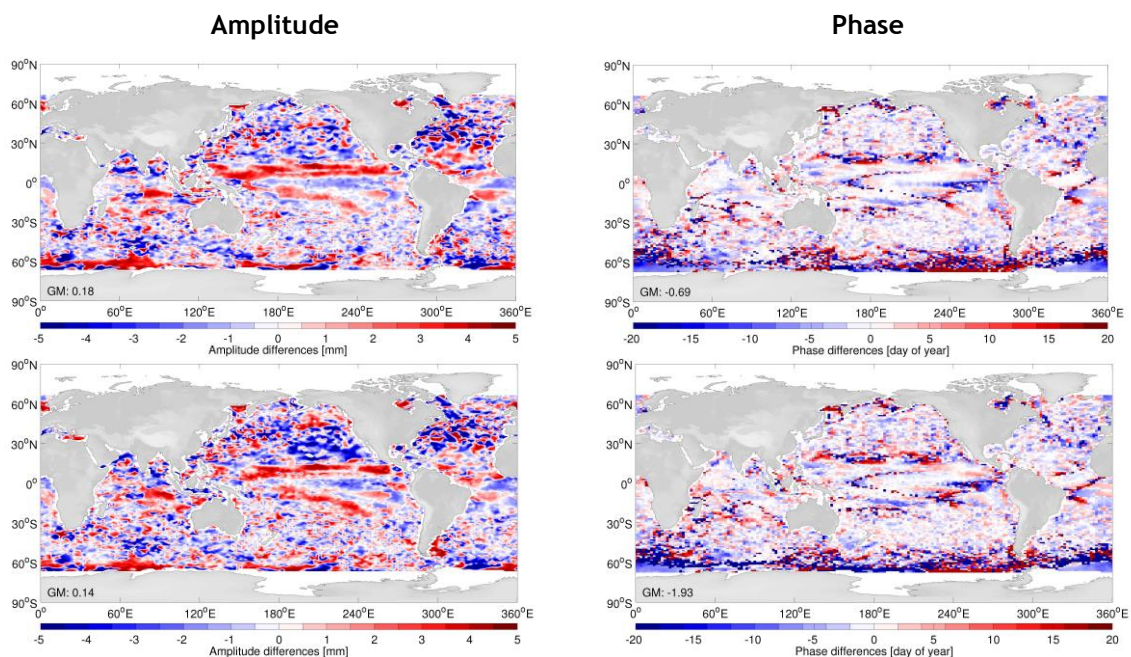 Amplitude
Phase
90°N
60°N
30°N
0°
30°S
60°S
90°S
GM: 0.18
0°
60°E
120°E
180°E
240°E
300°E
360°E
-5 -4 -3 -2 -1 0 1 2 3 4 5
Amplitude differences [mm]
90°N
60°N
30°N
0°
30°S
60°S
90°S
GM: -0.69
0°
60°E
120°E
180°E
240°E
300°E
360°E
-20 -15 -10 -5 0 5 10 15 20
Phase differences [day of year]
90°N
60°N
30°N
0°
30°S
60°S
90°S
GM: 0.14
0°
60°E
120°E
180°E
240°E
300°E
360°E
-5 -4 -3 -2 -1 0 1 2 3 4 5
Amplitude differences [mm]
90°N
60°N
30°N
0°
30°S
60°S
90°S
GM: -1.93
0°
60°E
120°E
180°E
240°E
300°E
360°E
-20 -15 -10 -5 0 5 10 15 20
Phase differences [day of year]